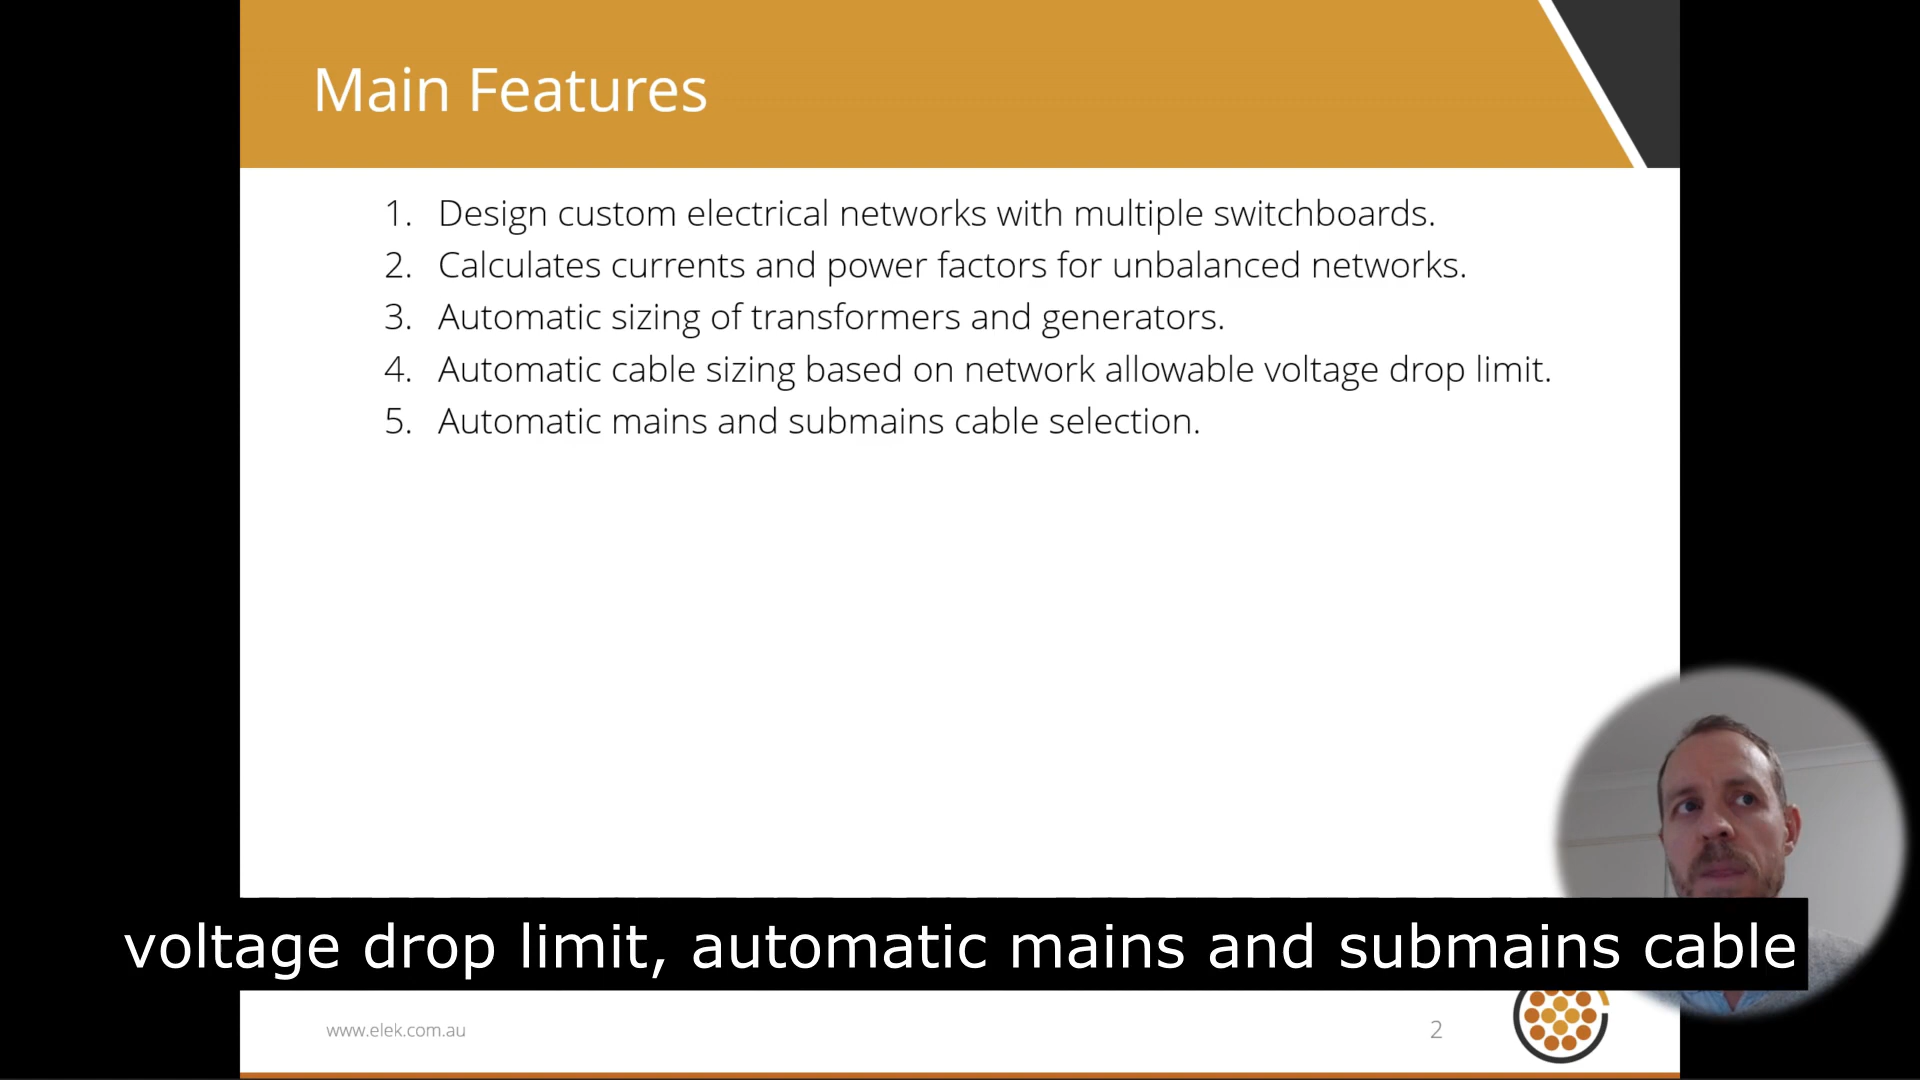 Main Features
1. Design custom electrical networks with multiple switchboards.
2. Calculates currents and power factors for unbalanced networks.
3. Automatic sizing of transformers and generators.
4. Automatic cable sizing based on network allowable voltage drop limit.
5. Automatic mains and submains cable selection.
voltage drop limit, automatic mains and submains cable
www.elek.com.au
2